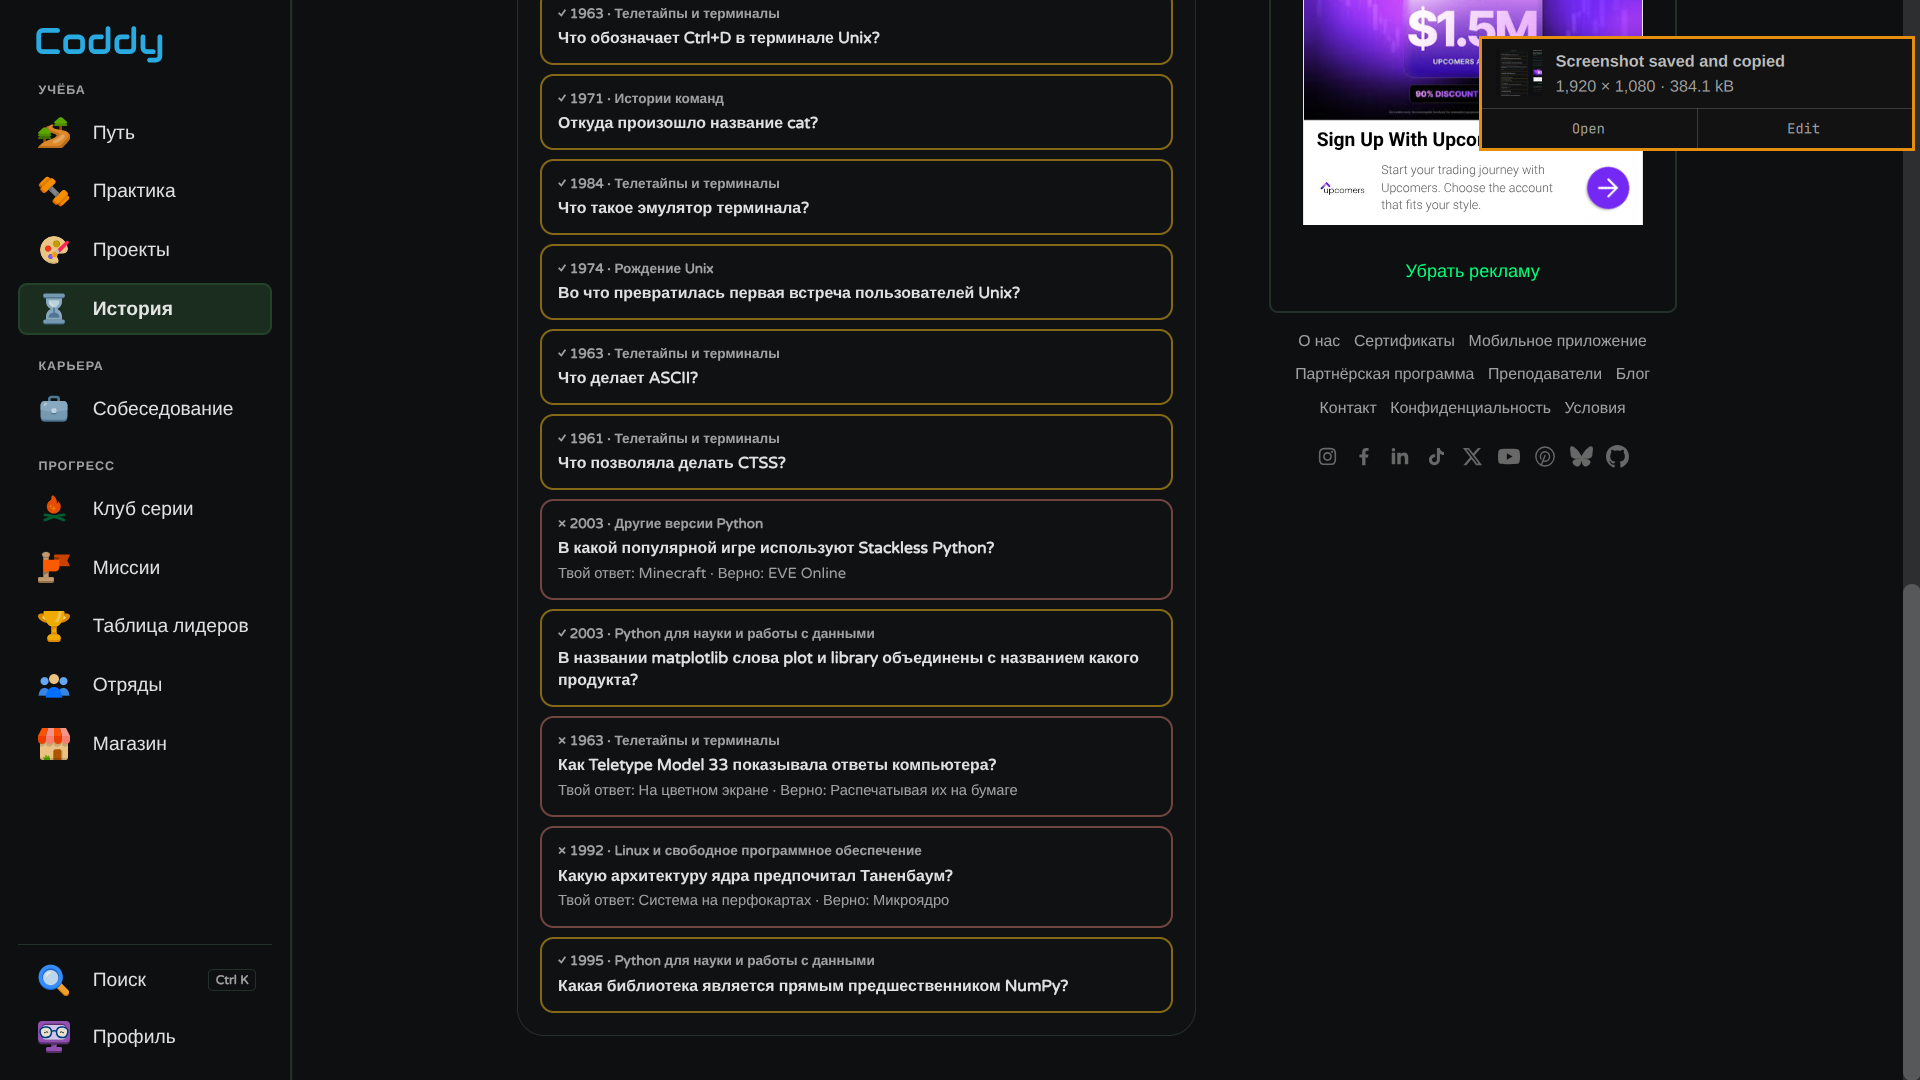 Coddy
УЧЁБА
Путь
Практика
Проекты
История
КАРЬЕРА
Собеседование
ПРОГРЕСС
Клуб серии
Миссии
Таблица лидеров
Отряды
Магазин
Поиск
Ctrl K
Профиль
✓ 1963 · Телетайпы и терминалы
Что обозначает Ctrl+D в терминале Unix?
✓ 1971 · Истории команд
Откуда произошло название cat?
✓ 1984 · Телетайпы и терминалы
Что такое эмулятор терминала?
✓ 1974 · Рождение Unix
Во что превратилась первая встреча пользователей Unix?
✓ 1963 · Телетайпы и терминалы
Что делает ASCII?
✓ 1961 · Телетайпы и терминалы
Что позволяла делать CTSS?
× 2003 · Другие версии Python
В какой популярной игре используют Stackless Python?
Твой ответ: Minecraft · Верно: EVE Online
✓ 2003 · Python для науки и работы с данными
В названии matplotlib слова plot и library объединены с названием какого
продукта?
× 1963 · Телетайпы и терминалы
Как Teletype Model 33 показывала ответы компьютера?
Твой ответ: На цветном экране · Верно: Распечатывая их на бумаге
× 1992 · Linux и свободное программное обеспечение
Какую архитектуру ядра предпочитал Таненбаум?
Твой ответ: Система на перфокартах · Верно: Микроядро
✓ 1995 · Python для науки и работы с данными
Какая библиотека является прямым предшественником NumPy?
$1.5M
UPCOMERS
90% DISCOUNT
Sign Up With
Start your trading journey with
Upcomers. Choose the account
that fits your style.
upcomers
Убрать рекламу
О нас Сертификаты Мобильное приложение
Партнёрская программа Преподаватели Блог
Контакт Конфиденциальность Условия
Screenshot saved and copied
1,920 × 1,080 · 384.1 kB
Open
Edit